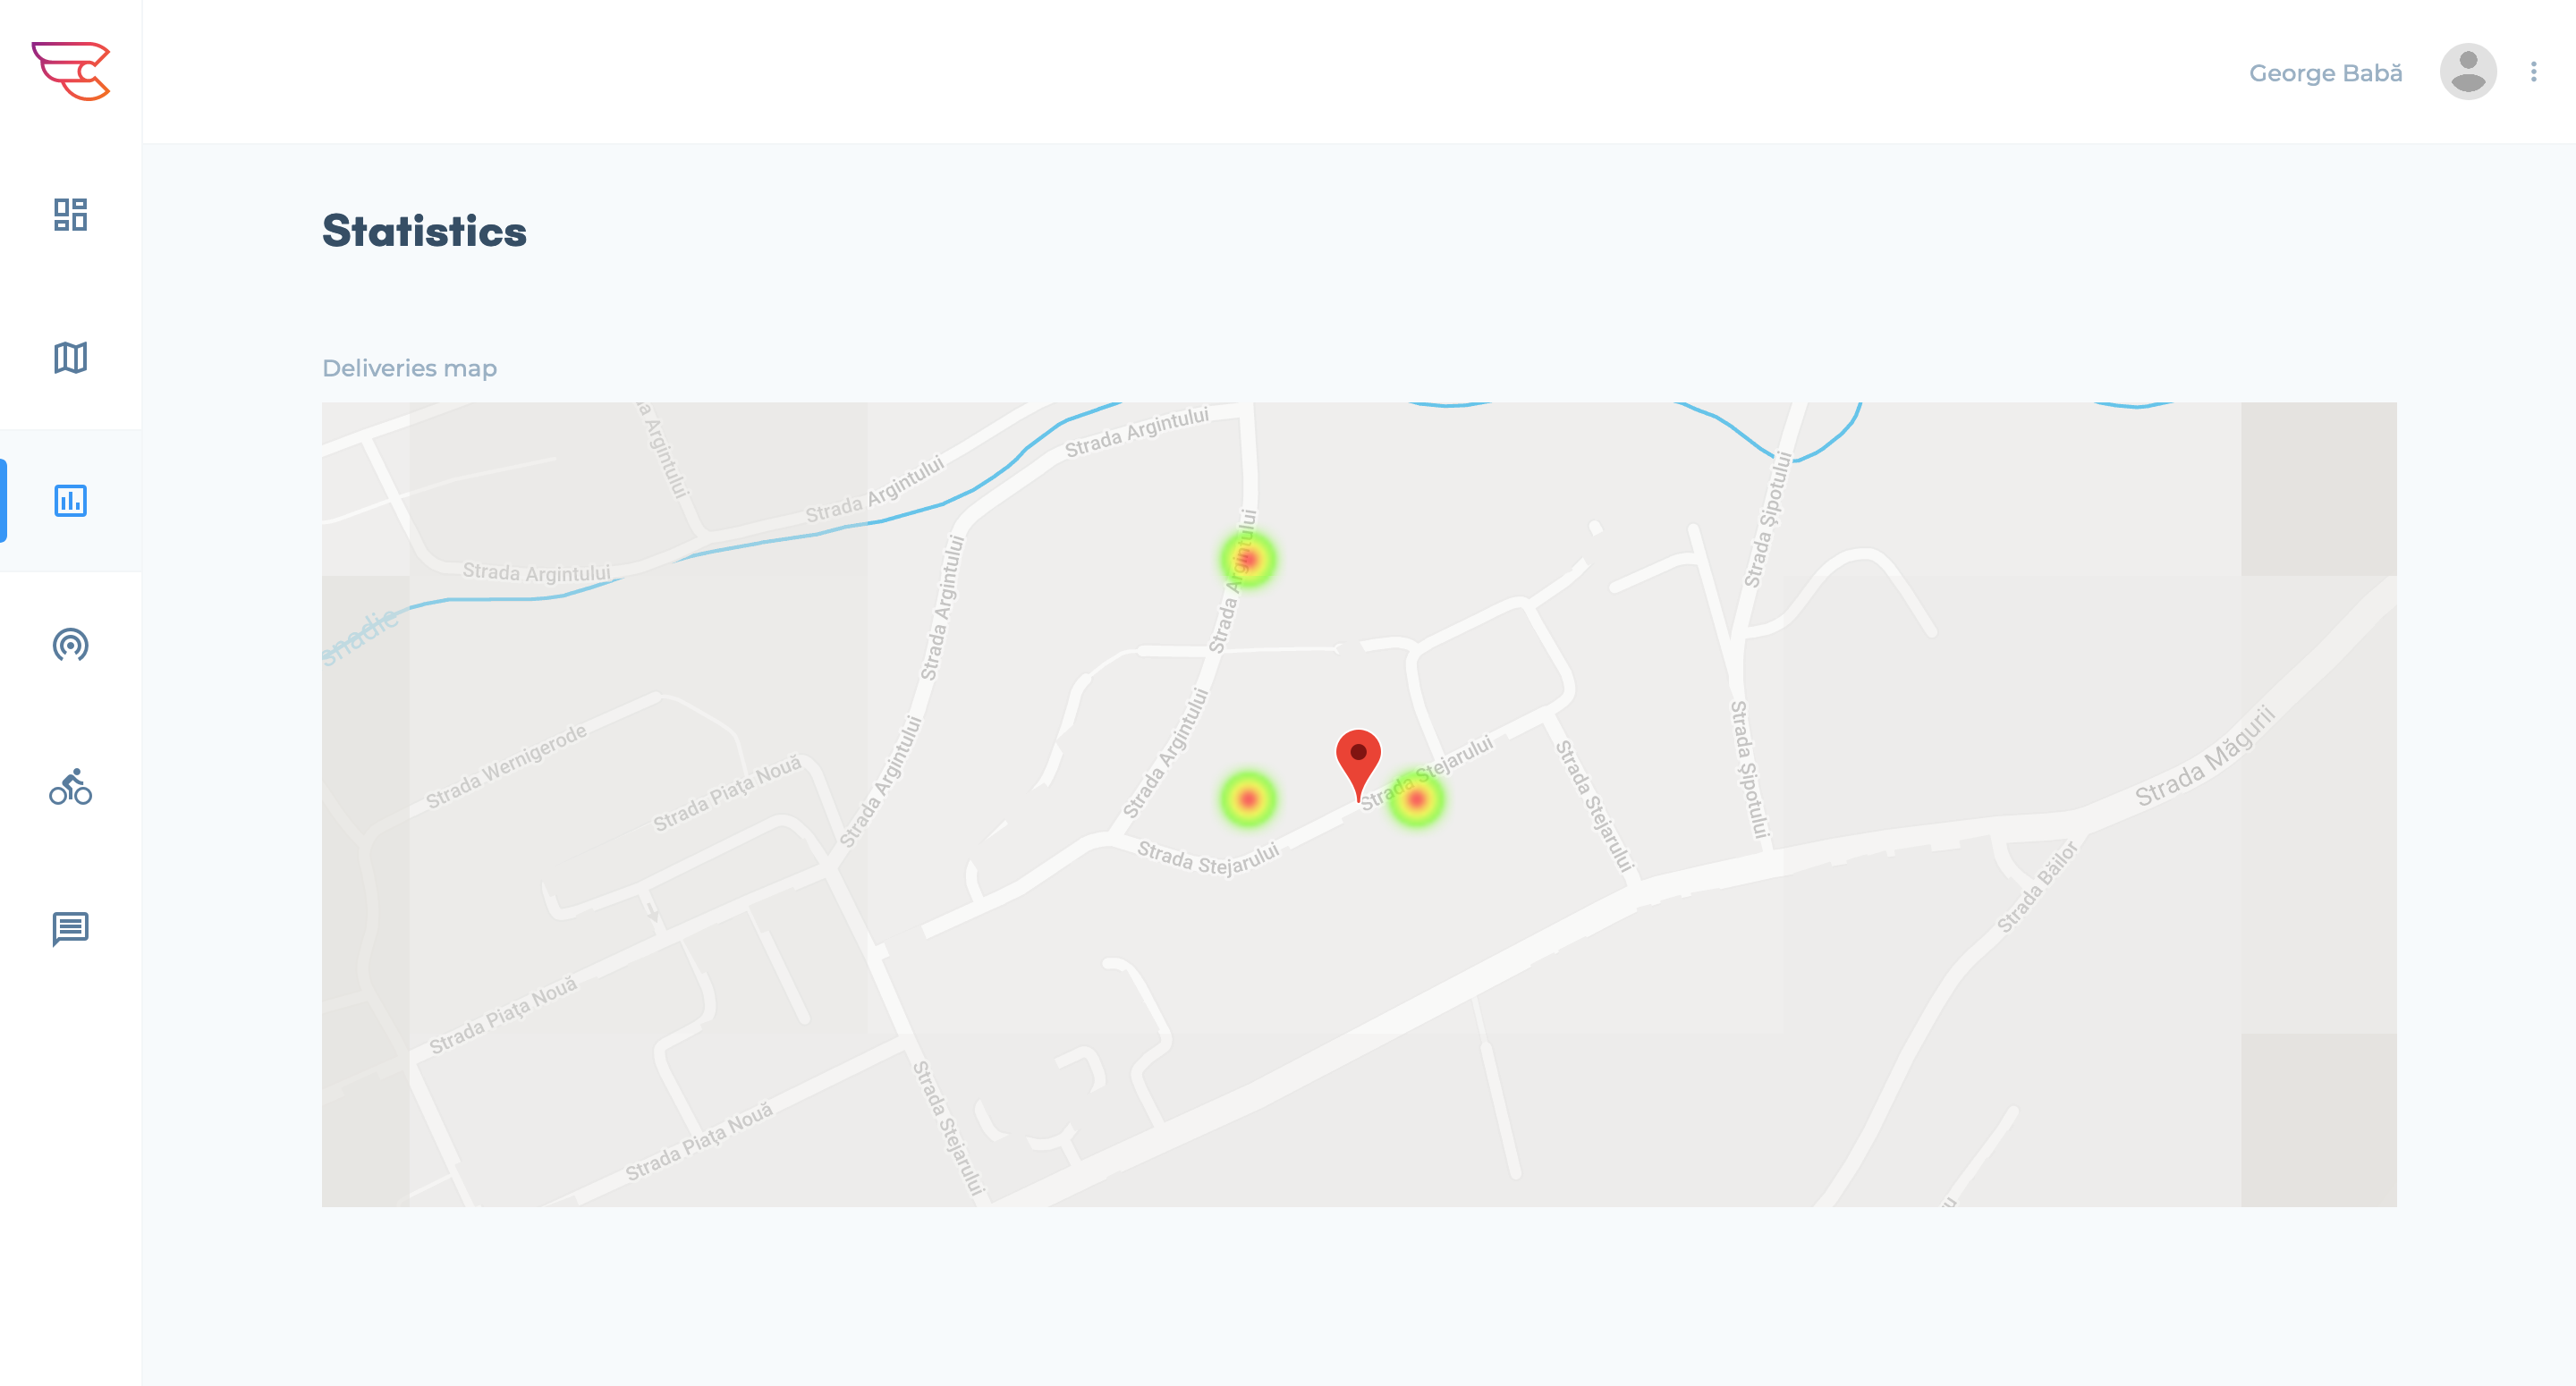 George Babă
Statistics
Deliveries map
Strada Argintului
Strada Argintului
Strada Argintului
Strada Șipotului
Strada Argintului
Strada Argintului
Strada Argintului
Strada Șipotului
Strada Wernigerode
Strada Piața Nouă
Strada Argintului
Strada Argintului
Strada Stejarului
Strada Stejarului
Strada Stejarului
Strada Măgurii
Strada Băilor
Strada Piața Nouă
Strada Stejarului
Strada Piața Nouă